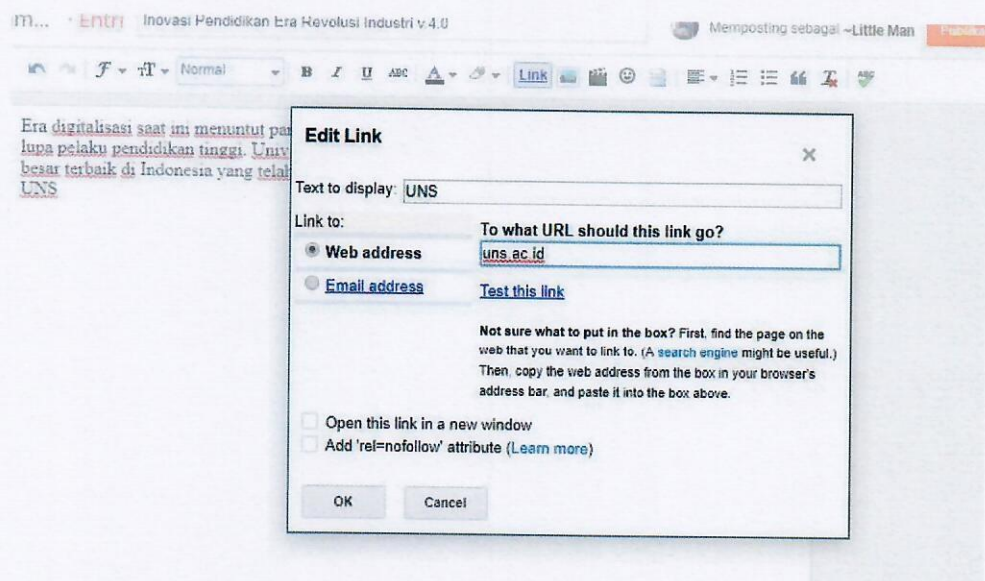 Entri Inovasi Pendidikan Era Revolusi Industri v.4.0 Memposting sebagai ~Little Man
Normal B I U ABC A Link
Era digitalisasi saat ini menuntut
lupa pelaku pendidikan tinggi.
besar terbaik di Indonesia yang
UNS
Edit Link
Text to display: UNS
Link to:
Web address
Email address
To what URL should this link go?
uns.ac.id
Test this link
Not sure what to put in the box? First, find the page on the
web that you want to link to. (A search engine might be useful.)
Then, copy the web address from the box in your browser's
address bar, and paste it into the box above.
Open this link in a new window
Add 'rel=nofollow' attribute (Learn more)
OK Cancel